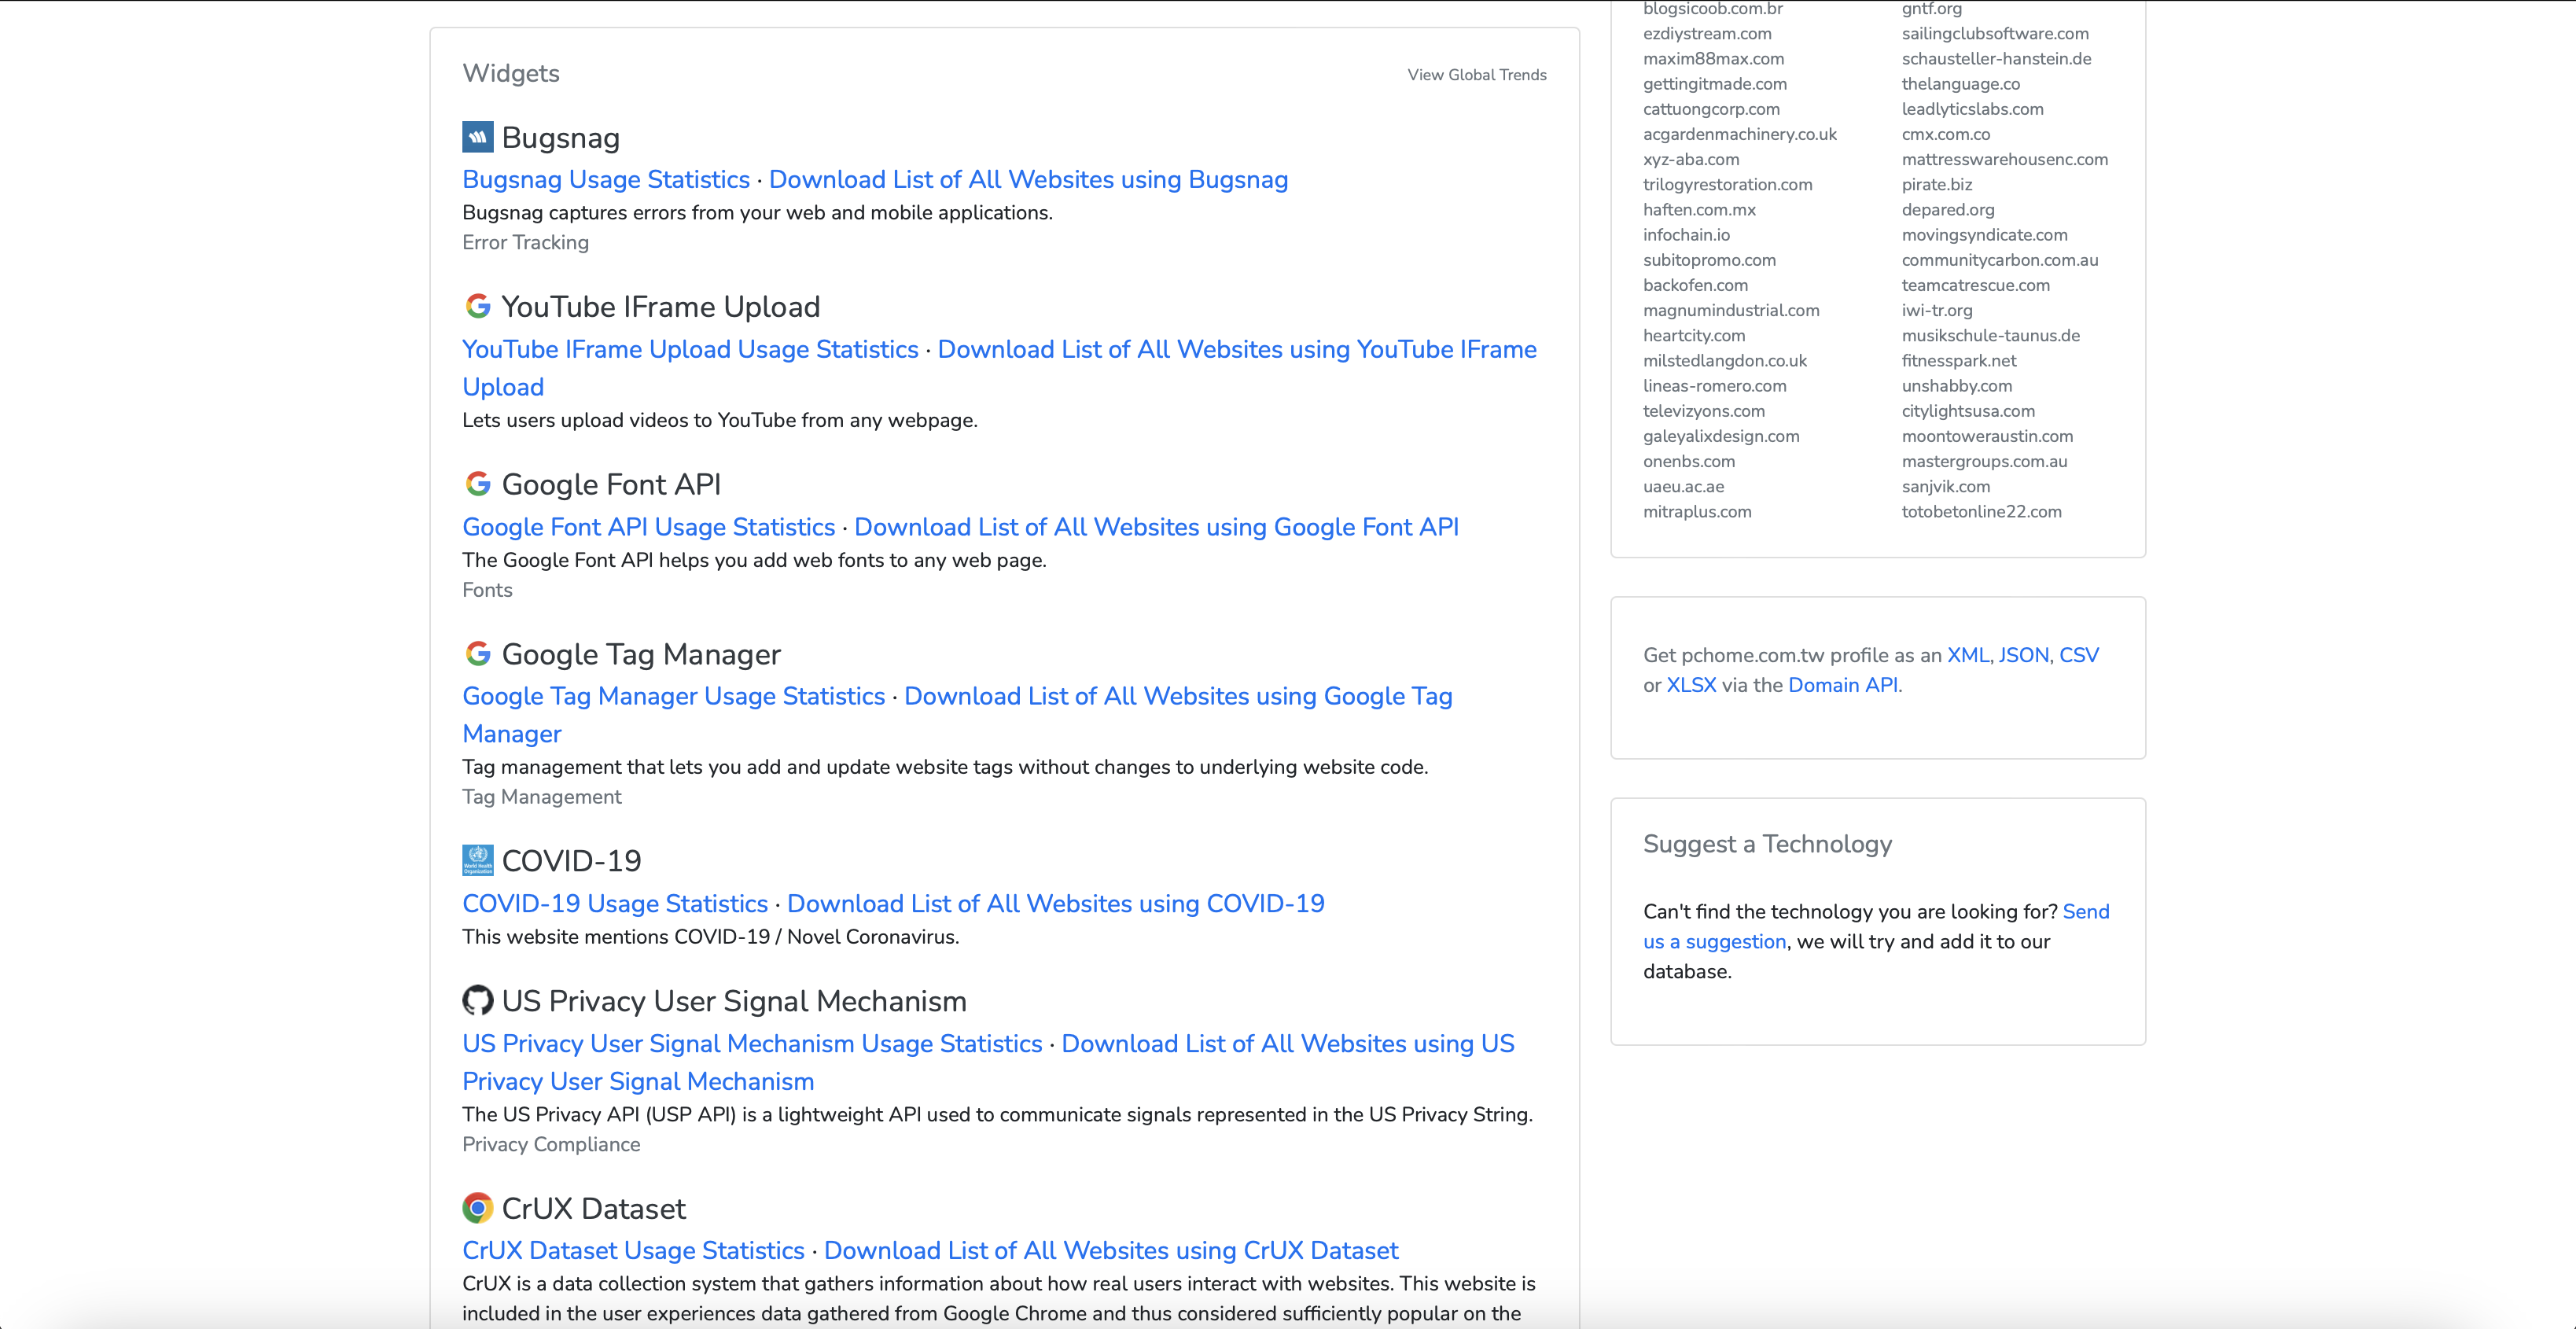 Widgets
View Global Trends
Bugsnag
Bugsnag Usage Statistics · Download List of All Websites using Bugsnag
Bugsnag captures errors from your web and mobile applications.
Error Tracking
YouTube IFrame Upload
YouTube IFrame Upload Usage Statistics · Download List of All Websites using YouTube IFrame
Upload
Lets users upload videos to YouTube from any webpage.
Google Font API
Google Font API Usage Statistics · Download List of All Websites using Google Font API
The Google Font API helps you add web fonts to any web page.
Fonts
Google Tag Manager
Google Tag Manager Usage Statistics · Download List of All Websites using Google Tag
Manager
Tag management that lets you add and update website tags without changes to underlying website code.
Tag Management
World Health
Organization
COVID-19
COVID-19 Usage Statistics · Download List of All Websites using COVID-19
This website mentions COVID-19 / Novel Coronavirus.
US Privacy User Signal Mechanism
US Privacy User Signal Mechanism Usage Statistics · Download List of All Websites using US
Privacy User Signal Mechanism
The US Privacy API (USP API) is a lightweight API used to communicate signals represented in the US Privacy String.
Privacy Compliance
CrUX Dataset
CrUX Dataset Usage Statistics · Download List of All Websites using CrUX Dataset
CrUX is a data collection system that gathers information about how real users interact with websites. This website is
included in the user experiences data gathered from Google Chrome and thus considered sufficiently popular on the
blogsicoob.com.br gntf.org
ezdiystream.com sailingclubsoftware.com
maxim88max.com schausteller-hanstein.de
gettingitmade.com thelanguage.co
cattuongcorp.com leadlyticslabs.com
acgardenmachinery.co.uk cmx.com.co
xyz-aba.com mattresswarehousenc.com
trilogyrestoration.com pirate.biz
haften.com.mx depared.org
infochain.io movingsyndicate.com
subitopromo.com communitycarbon.com.au
backofen.com teamcatrescue.com
magnumindustrial.com iwi-tr.org
heartcity.com musikschule-taunus.de
milstedlangdon.co.uk fitnesspark.net
lineas-romero.com unshabby.com
televizyons.com citylightsusa.com
galeyalixdesign.com moontoweraustin.com
onenbs.com mastergroups.com.au
uaeu.ac.ae sanjvik.com
mitraplus.com totobetonline22.com
Get pchome.com.tw profile as an XML, JSON, CSV
or XLSX via the Domain API.
Suggest a Technology
Can't find the technology you are looking for? Send
us a suggestion, we will try and add it to our
database.